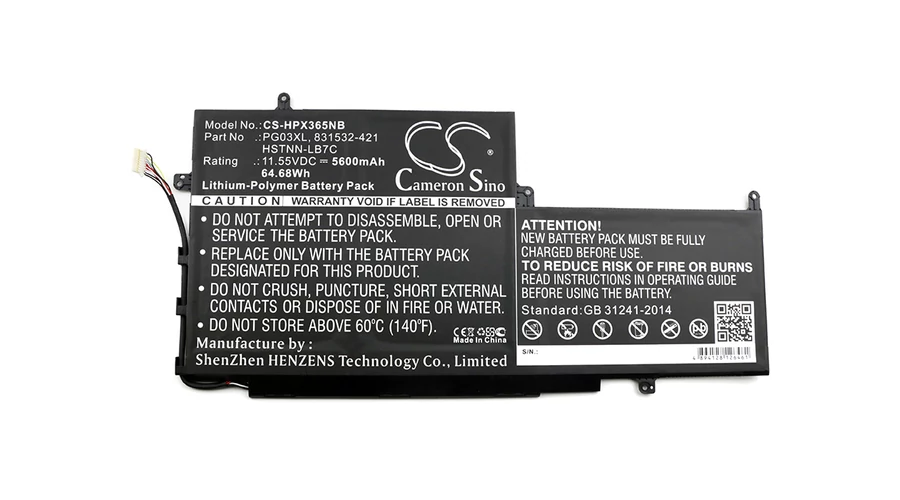 Model No.:CS-HPX365NB
Part No :PG03XL, 831532-421
HSTNN-LB7C
Rating :11.55VDC ⎓ 5600mAh
64.68Wh
Lithium-Polymer Battery Pack
CS
Cameron Sino
CAUTION WARRANTY VOID IF LABEL IS REMOVED
• DO NOT ATTEMPT TO DISASSEMBLE, OPEN OR
SERVICE THE BATTERY PACK.
• REPLACE ONLY WITH THE BATTERY PACK
DESIGNATED FOR THIS PRODUCT.
• DO NOT CRUSH, PUNCTURE, SHORT EXTERNAL
CONTACTS OR DISPOSE OF IN FIRE OR WATER.
• DO NOT STORE ABOVE 60°C (140°F).
Manufacture by :
ShenZhen HENZENS Technology Co., Limited
CE
Made In China
ATTENTION!
NEW BATTERY PACK MUST BE FULLY
CHARGED BEFORE USE.
TO REDUCE RISK OF FIRE OR BURNS
READ INSTRUCTIONS IN OPERATING GUIDE
BEFORE USING THE BATTERY.
Standard:GB 31241-2014
S/N.: